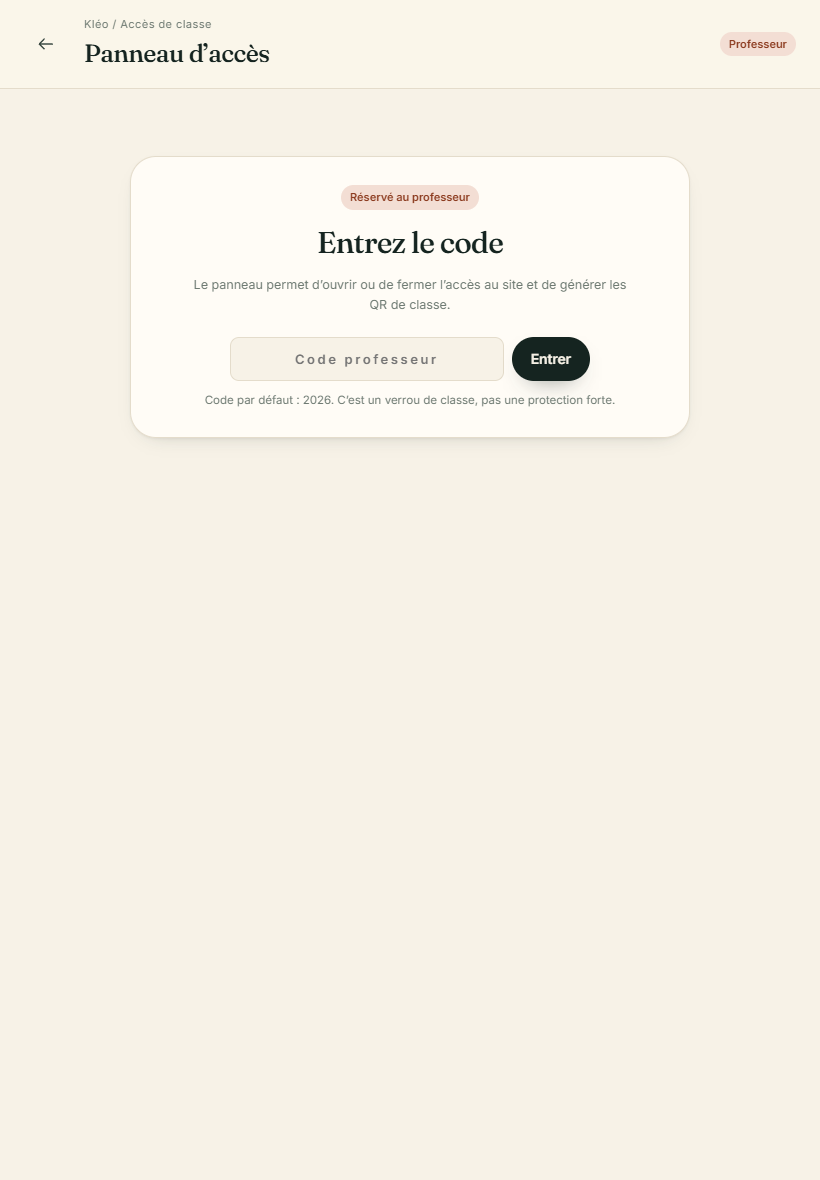 Kléo / Accès de classe
Panneau d’accès
Professeur
Réservé au professeur
Entrez le code
Le panneau permet d’ouvrir ou de fermer l’accès au site et de générer les
QR de classe.
Code professeur
Entrer
Code par défaut : 2026. C’est un verrou de classe, pas une protection forte.